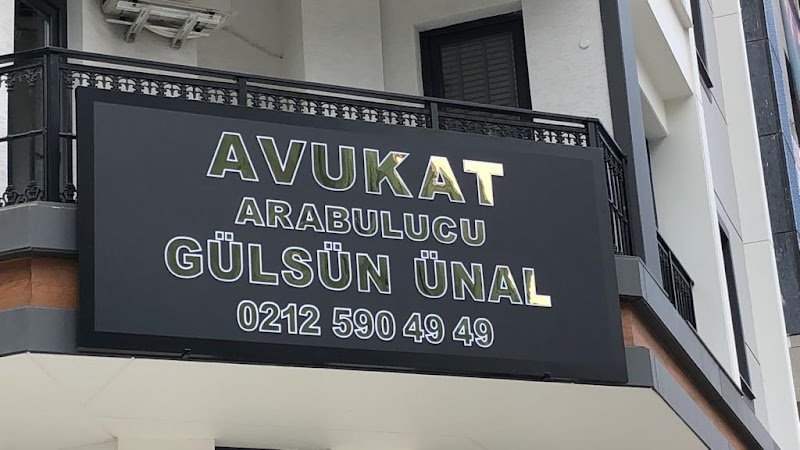 AVUKAT
ARABULUCU
GÜLSÜN ÜNAL
0212 590 49 49